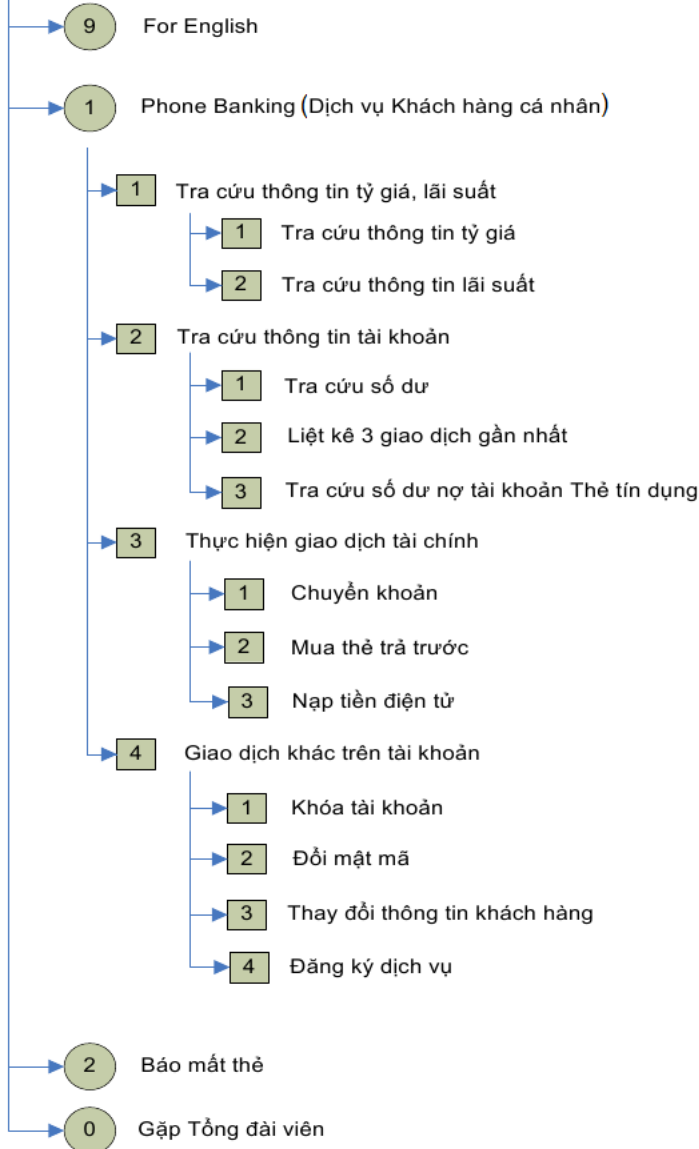 9 For English
1 Phone Banking (Dịch vụ Khách hàng cá nhân)
1 Tra cứu thông tin tỷ giá, lãi suất
1 Tra cứu thông tin tỷ giá
2 Tra cứu thông tin lãi suất
2 Tra cứu thông tin tài khoản
1 Tra cứu số dư
2 Liệt kê 3 giao dịch gần nhất
3 Tra cứu số dư nợ tài khoản Thẻ tín dụng
3 Thực hiện giao dịch tài chính
1 Chuyển khoản
2 Mua thẻ trả trước
3 Nạp tiền điện tử
4 Giao dịch khác trên tài khoản
1 Khóa tài khoản
2 Đổi mật mã
3 Thay đổi thông tin khách hàng
4 Đăng ký dịch vụ
2 Báo mất thẻ
0 Gặp Tổng đài viên